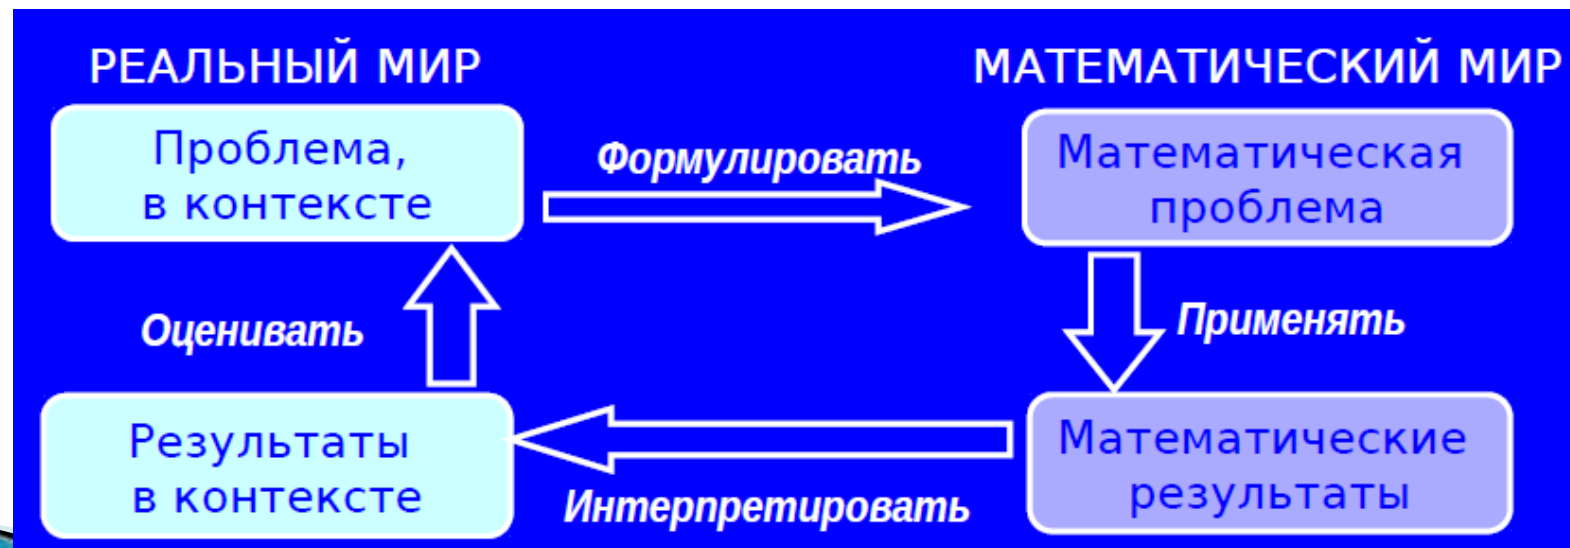 РЕАЛЬНЫЙ МИР
МАТЕМАТИЧЕСКИЙ МИР
Проблема,
в контексте
Формулировать
Математическая
проблема
Оценивать
Применять
Результаты
в контексте
Интерпретировать
Математические
результаты